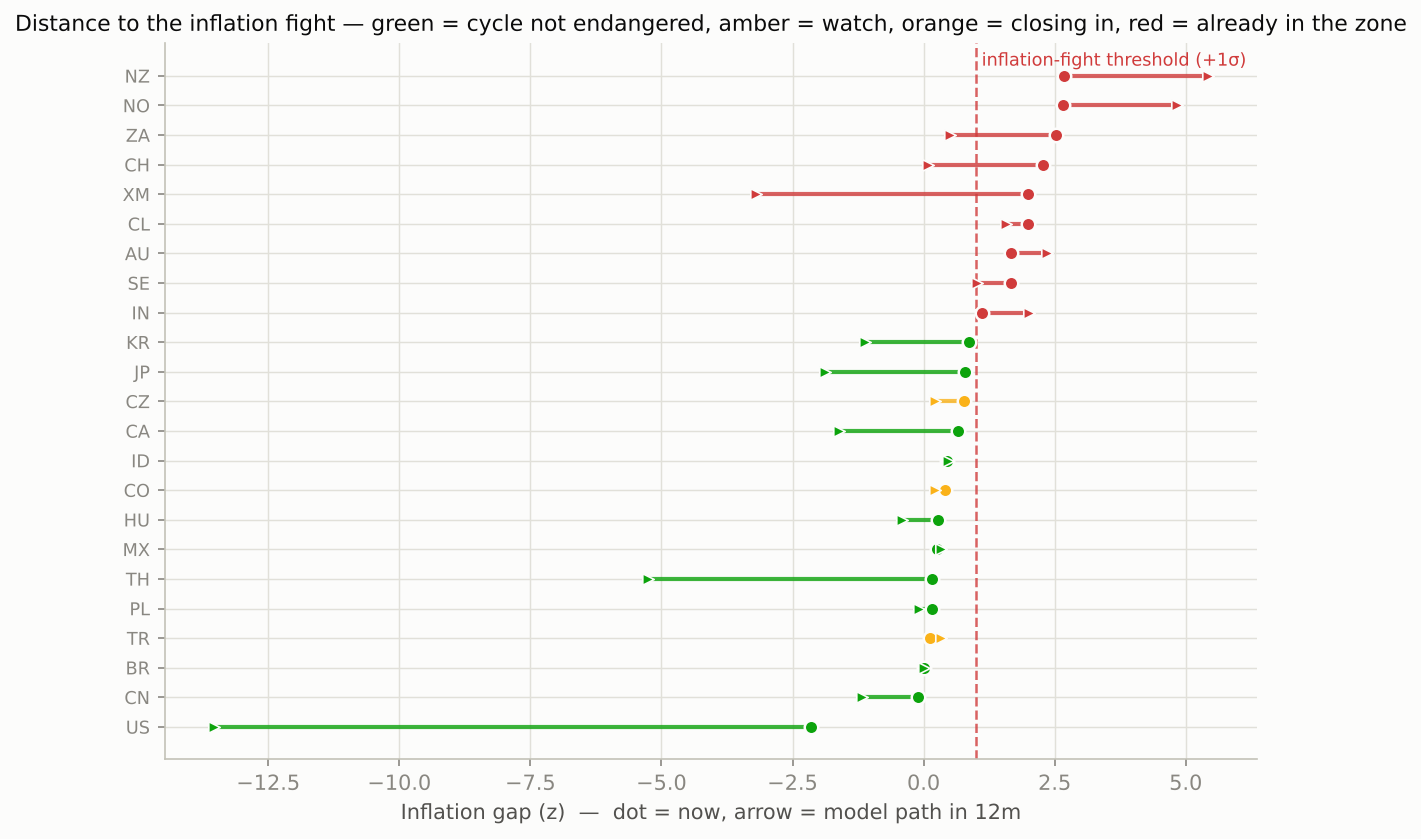 Distance to the inflation fight — green = cycle not endangered, amber = watch, orange = closing in, red = already in the zone
inflation-fight threshold (+1σ)
NZ
NO
ZA
CH
XM
CL
AU
SE
IN
KR
JP
CZ
CA
ID
CO
HU
MX
TH
PL
TR
BR
CN
US
−12.5 −10.0 −7.5 −5.0 −2.5 0.0 2.5 5.0
Inflation gap (z) — dot = now, arrow = model path in 12m